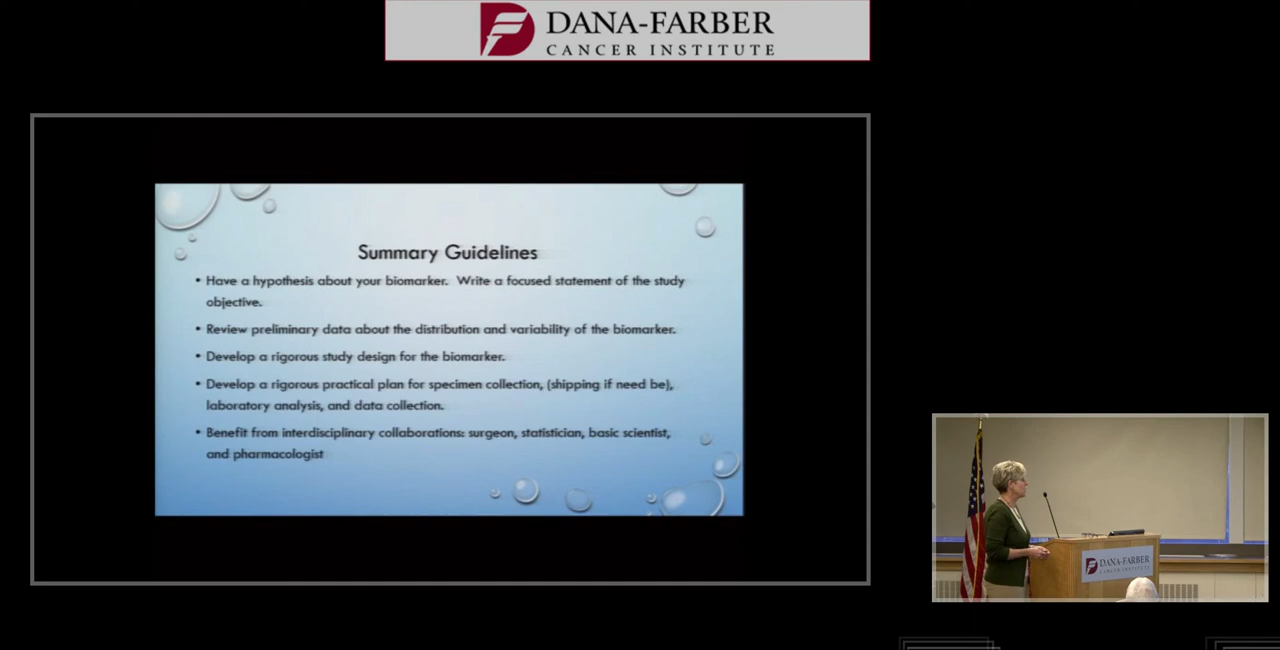 DANA-FARBER
CANCER INSTITUTE
Summary Guidelines
• Have a hypothesis about your biomarker. Write a focused statement of the study
objective.
• Review preliminary data about the distribution and variability of the biomarker.
• Develop a rigorous study design for the biomarker.
• Develop a rigorous practical plan for specimen collection, (shipping if need be),
laboratory analysis, and data collection.
• Benefit from interdisciplinary collaborations: surgeon, statistician, basic scientist,
and pharmacologist
DANA-FARBER
CANCER INSTITUTE